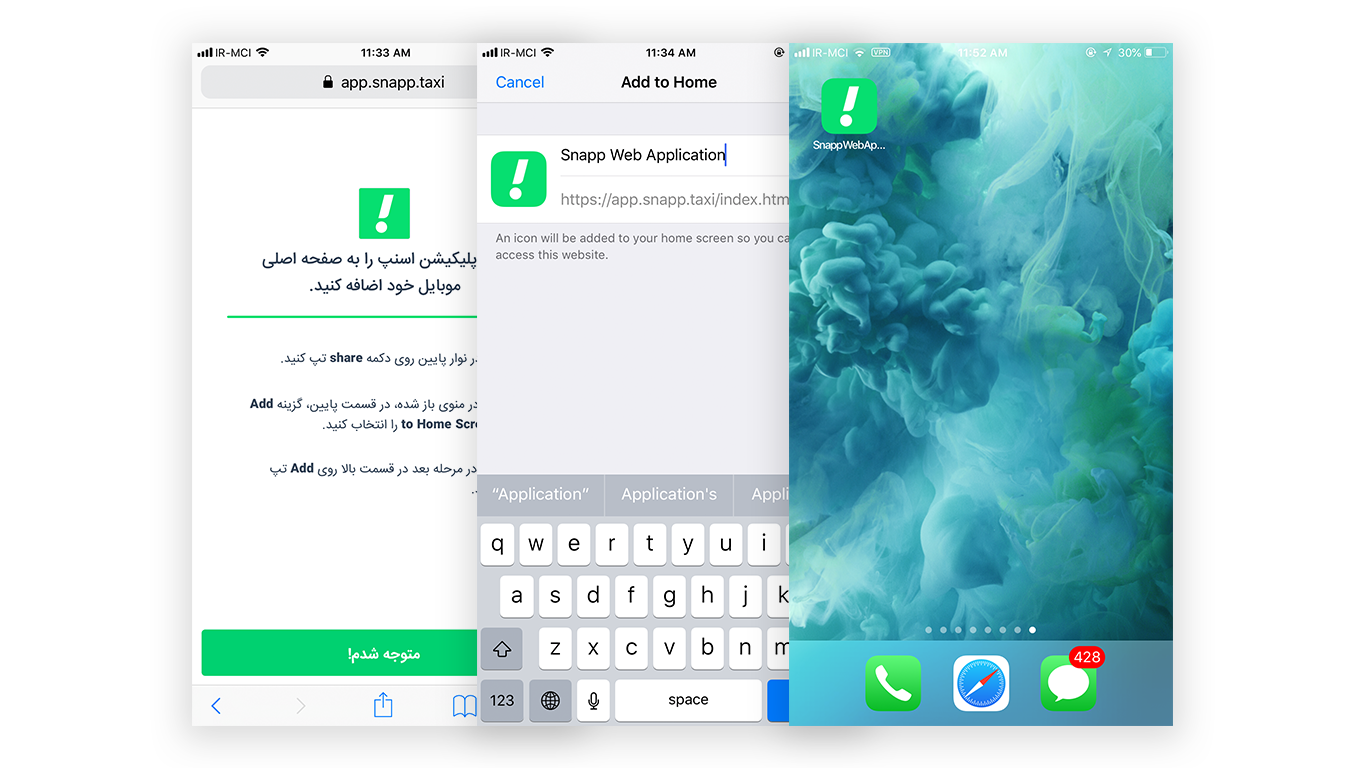 IR-MCI
11:33 AM
app.snapp.taxi
پلیکیشن اسنپ را به صفحه اصلی
موبایل خود اضافه کنید.
در نوار پایین روی دکمه share تپ کنید.
در منوی باز شده، در قسمت پایین، گزینه Add
to Home Scre را انتخاب کنید.
در مرحله بعد در قسمت بالا روی Add تپ
متوجه شدم!
IR-MCI
11:34 AM
Cancel
Add to Home
Snapp Web Application
https://app.snapp.taxi/index.htm
An icon will be added to your home screen so you ca
access this website.
“Application”
Application's
Appli
q w e r t y u i
a s d f g h j k
z x c v b n m
123
space
IR-MCI
VPN
11:52 AM
30%
SnappWebAp...
428